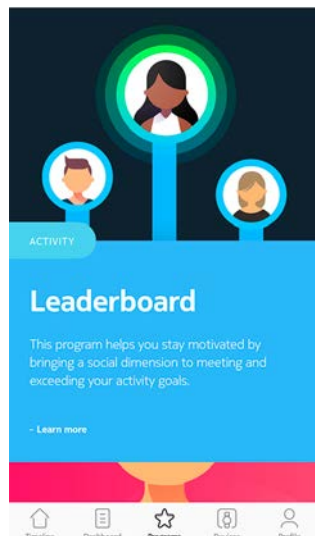 ACTIVITY
Leaderboard
This program helps you stay motivated by
bringing a social dimension to meeting and
exceeding your activity goals.
- Learn more